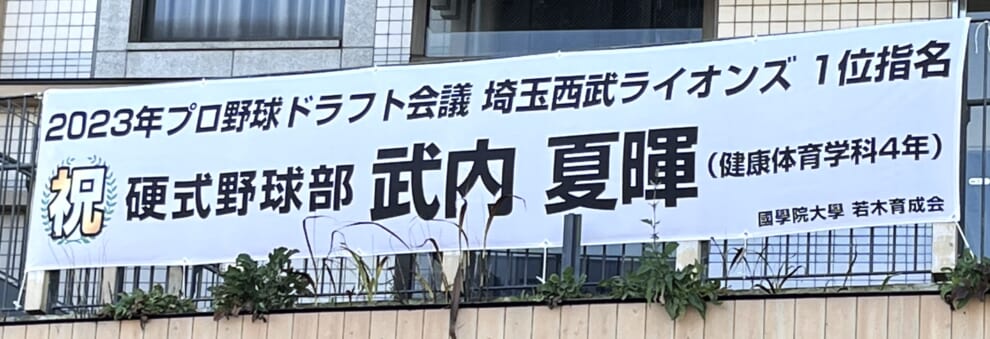 2023年プロ野球ドラフト会議 埼玉西武ライオンズ 1位指名
祝 硬式野球部 武内 夏暉 (健康体育学科4年)
國學院大學 若木育成会